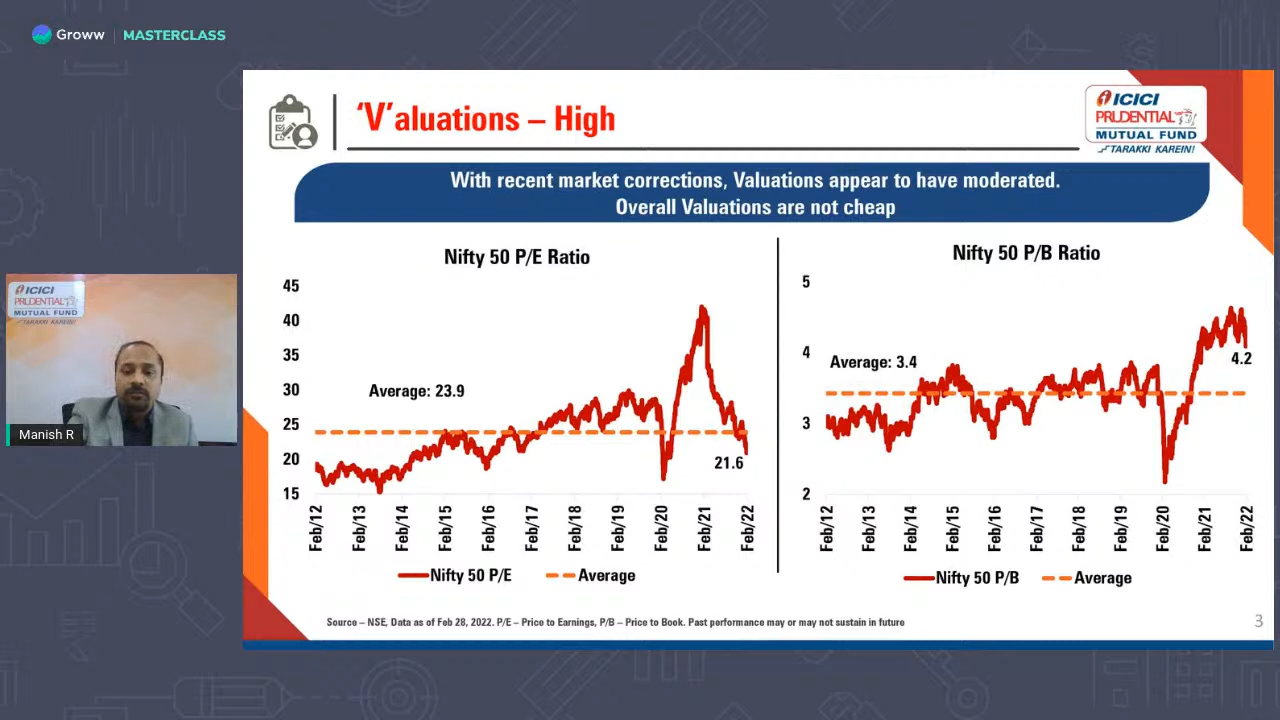 Groww | MASTERCLASS
'V'aluations – High
ICICI
PRUDENTIAL
MUTUAL FUND
TARAKKI KAREIN!
With recent market corrections, Valuations appear to have moderated.
Overall Valuations are not cheap
Nifty 50 P/E Ratio
45
40
35
30
25
20
15
Average: 23.9
21.6
Feb/12
Feb/13
Feb/14
Feb/15
Feb/16
Feb/17
Feb/18
Feb/19
Feb/20
Feb/21
Feb/22
Nifty 50 P/E
Average
Nifty 50 P/B Ratio
5
4
3
2
Average: 3.4
4.2
Feb/12
Feb/13
Feb/14
Feb/15
Feb/16
Feb/17
Feb/18
Feb/19
Feb/20
Feb/21
Feb/22
Nifty 50 P/B
Average
ICICI
PRUDENTIAL
MUTUAL FUND
TARAKKI KAREIN!
Manish R
Source – NSE, Data as of Feb 28, 2022. P/E – Price to Earnings, P/B – Price to Book. Past performance may or may not sustain in future
3